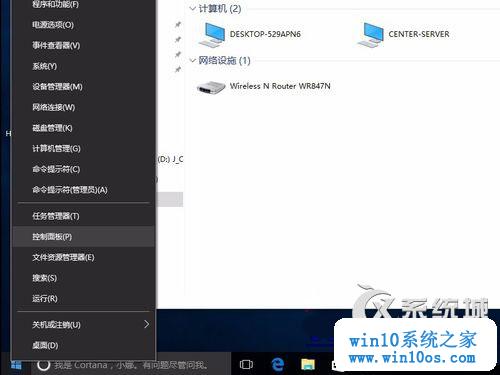 程序和功能(F)
电源选项(O)
事件查看器(V)
系统(Y)
设备管理器(M)
网络连接(W)
磁盘管理(K)
计算机管理(G)
命令提示符(C)
命令提示符(管理员)(A)
任务管理器(T)
控制面板(P)
文件资源管理器(E)
搜索(S)
运行(R)
关机或注销(U)
桌面(D)
H
(D:) J_C
计算机 (2)
DESKTOP-529APN6
CENTER-SERVER
网络设施 (1)
Wireless N Router WR847N
我是 Cortana，小娜。有问题尽管问我。
系统城
win10系统之家
www.win10os.com